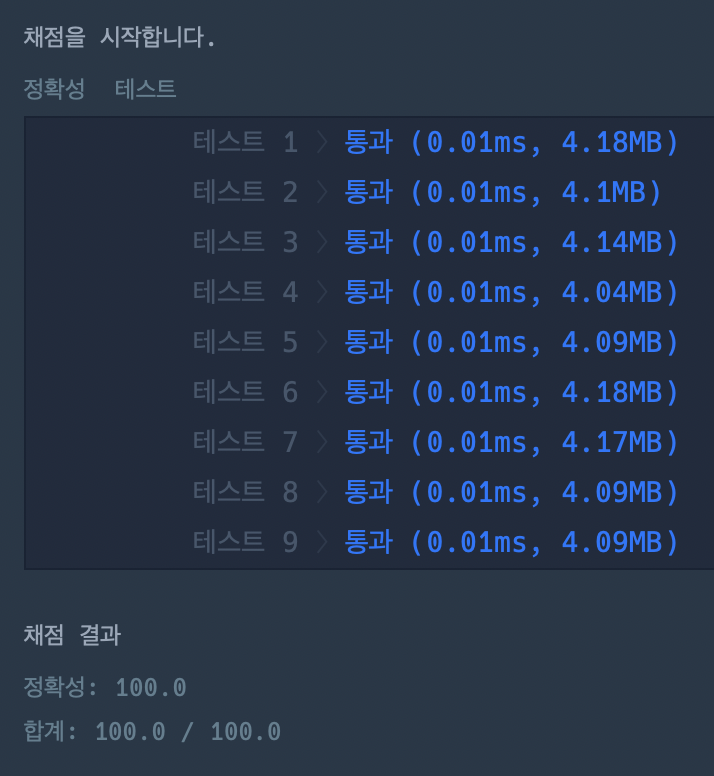 채점을 시작합니다.
정확성 테스트
테스트 1 〉 통과 (0.01ms, 4.18MB)
테스트 2 〉 통과 (0.01ms, 4.1MB)
테스트 3 〉 통과 (0.01ms, 4.14MB)
테스트 4 〉 통과 (0.01ms, 4.04MB)
테스트 5 〉 통과 (0.01ms, 4.09MB)
테스트 6 〉 통과 (0.01ms, 4.18MB)
테스트 7 〉 통과 (0.01ms, 4.17MB)
테스트 8 〉 통과 (0.01ms, 4.09MB)
테스트 9 〉 통과 (0.01ms, 4.09MB)
채점 결과
정확성: 100.0
합계: 100.0 / 100.0